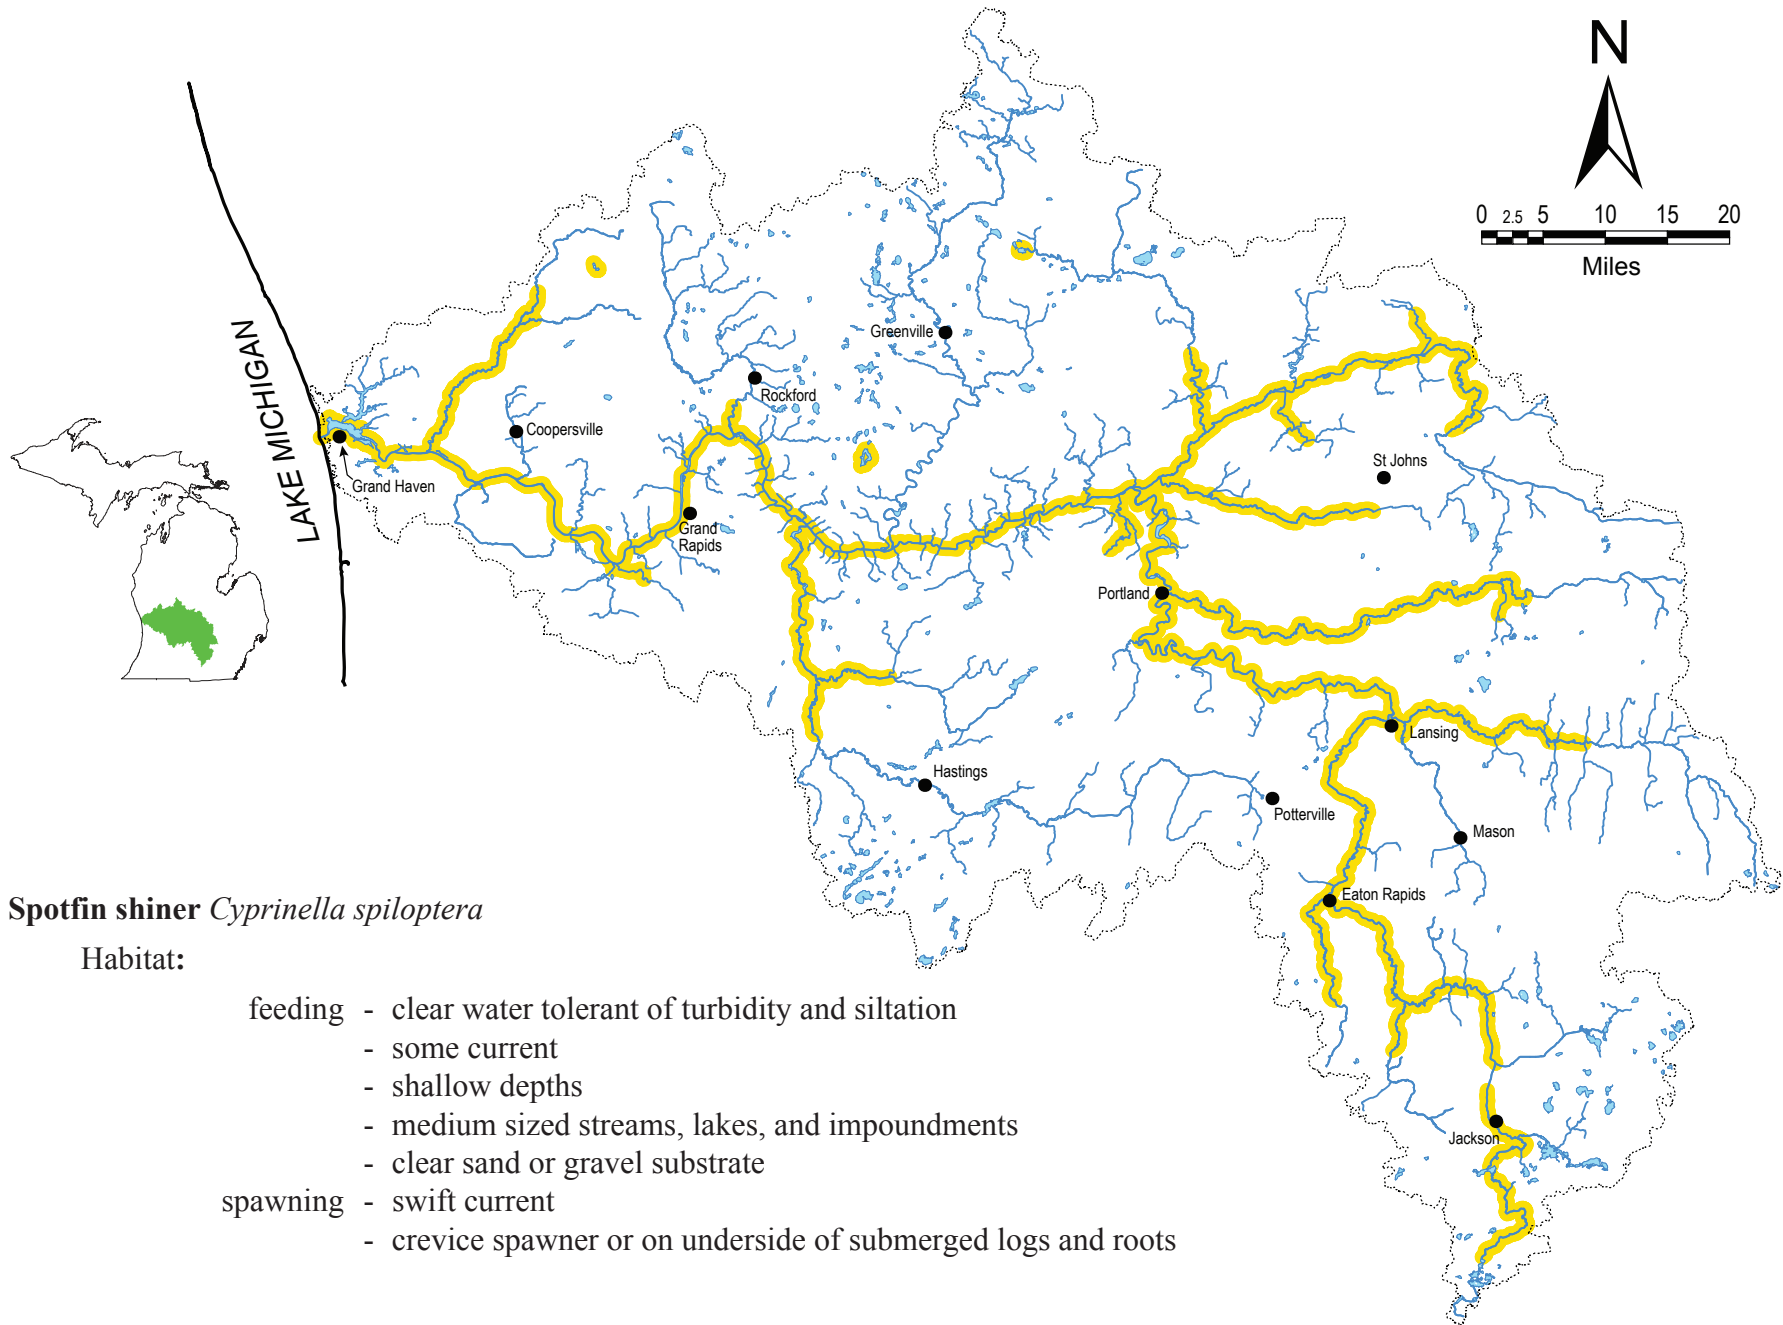 N
0 2.5 5 10 15 20
Miles
LAKE MICHIGAN
Greenville
Rockford
Coopersville
Grand Haven
St Johns
Grand
Rapids
Portland
Lansing
Hastings
Potterville
Mason
Eaton Rapids
Jackson
Spotfin shiner Cyprinella spiloptera
Habitat:
feeding - clear water tolerant of turbidity and siltation
- some current
- shallow depths
- medium sized streams, lakes, and impoundments
- clear sand or gravel substrate
spawning - swift current
- crevice spawner or on underside of submerged logs and roots